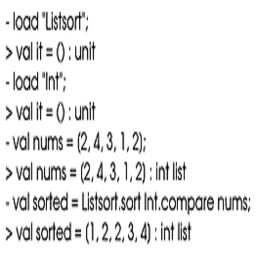 - load "Listsort";
> val it = () : unit
- load "Int";
> val it = () : unit
- val nums = (2, 4, 3, 1, 2);
> val nums = (2, 4, 3, 1, 2) : int list
- val sorted = Listsort.sort Int.compare nums;
> val sorted = (1, 2, 2, 3, 4) : int list